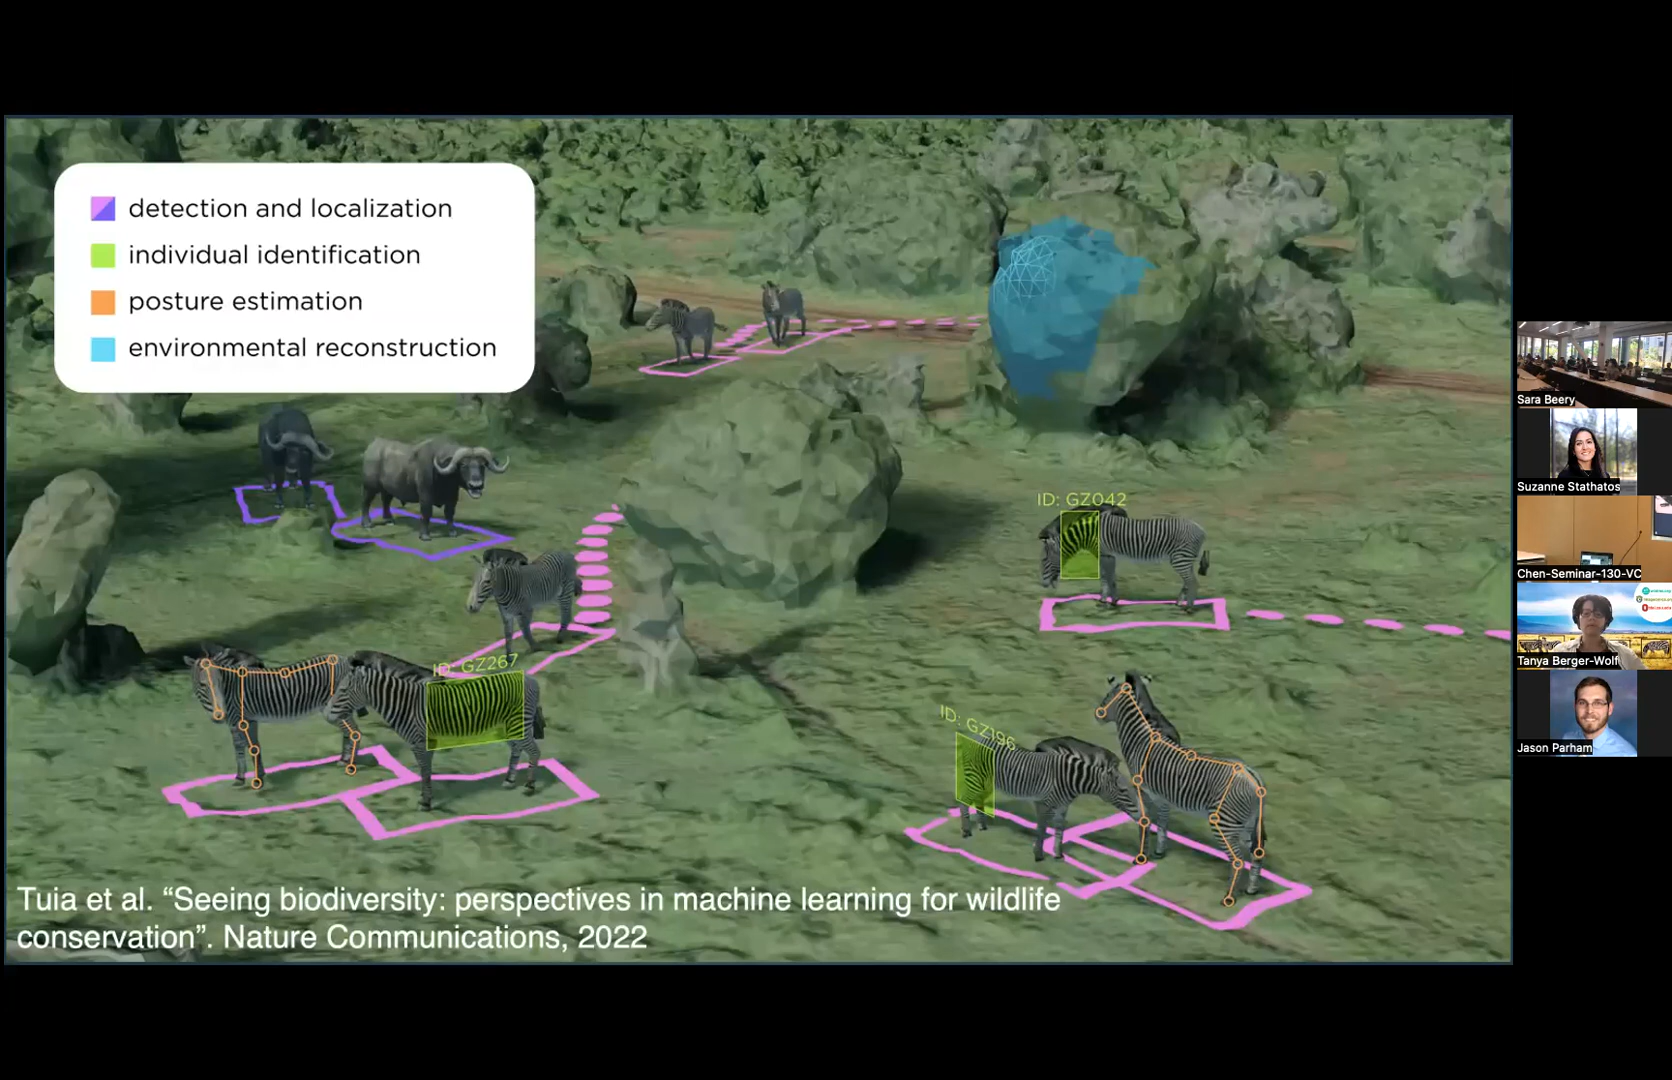 detection and localization
individual identification
posture estimation
environmental reconstruction
ID: GZ042
ID: GZ267
ID: GZ196
Tuia et al. “Seeing biodiversity: perspectives in machine learning for wildlife
conservation”. Nature Communications, 2022
Sara Beery
Suzanne Stathatos
Chen-Seminar-130-VC
Tanya Berger-Wolf
Jason Parham